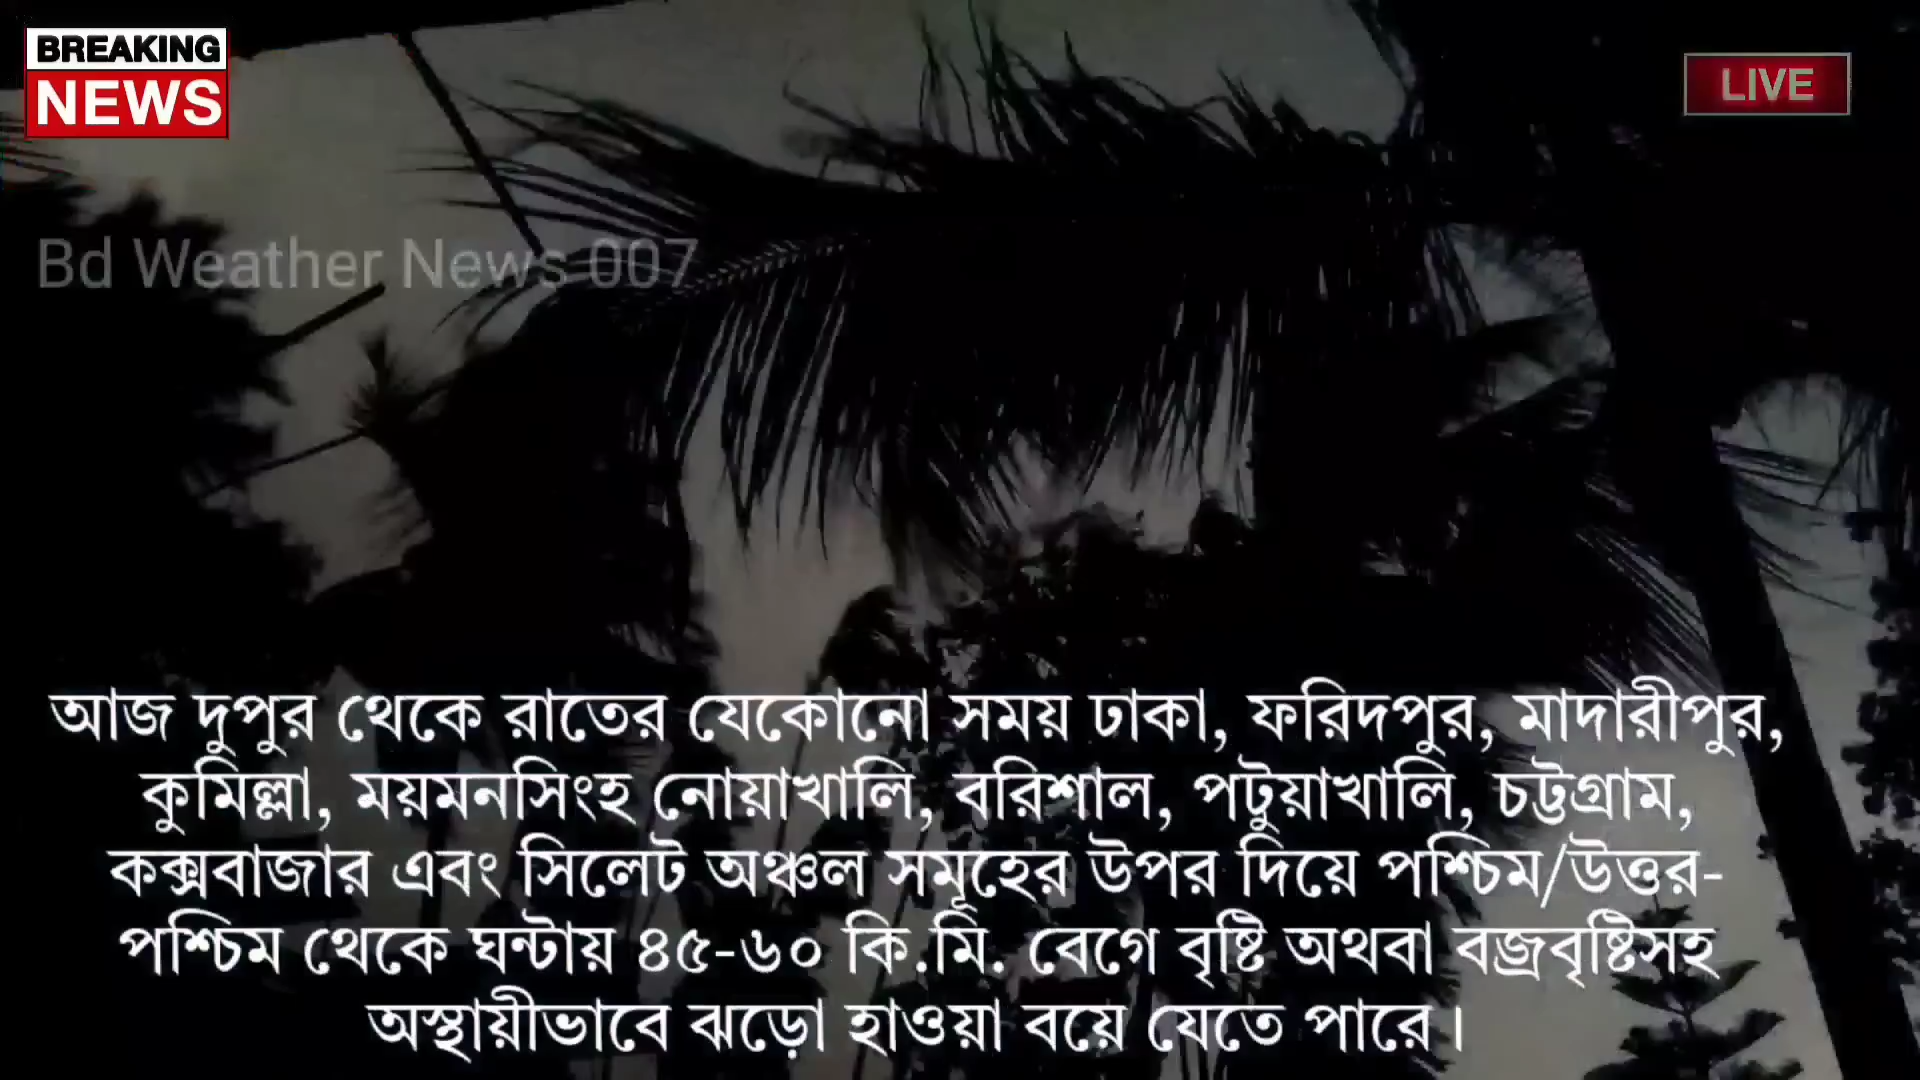 BREAKING
NEWS
LIVE
Bd Weather News 007
আজ দুপুর থেকে রাতের যেকোনো সময় ঢাকা, ফরিদপুর, মাদারীপুর,
কুমিল্লা, ময়মনসিংহ নোয়াখালি, বরিশাল, পটুয়াখালি, চট্টগ্রাম,
কক্সবাজার এবং সিলেট অঞ্চল সমূহের উপর দিয়ে পশ্চিম/উত্তর-
পশ্চিম থেকে ঘন্টায় ৪৫-৬০ কি.মি. বেগে বৃষ্টি অথবা বজ্রবৃষ্টিসহ
অস্থায়ীভাবে ঝড়ো হাওয়া বয়ে যেতে পারে।